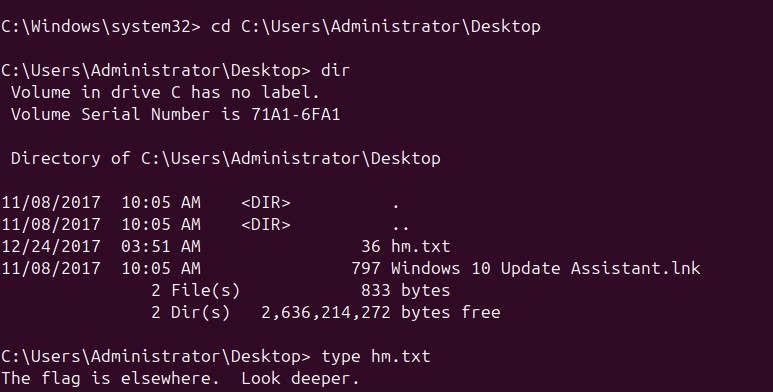 C:\Windows\system32> cd C:\Users\Administrator\Desktop
C:\Users\Administrator\Desktop> dir
 Volume in drive C has no label.
 Volume Serial Number is 71A1-6FA1
 Directory of C:\Users\Administrator\Desktop
11/08/2017  10:05 AM    <DIR>          .
11/08/2017  10:05 AM    <DIR>          ..
12/24/2017  03:51 AM                36 hm.txt
11/08/2017  10:05 AM               797 Windows 10 Update Assistant.lnk
               2 File(s)            833 bytes
               2 Dir(s)   2,636,214,272 bytes free
C:\Users\Administrator\Desktop> type hm.txt
The flag is elsewhere.  Look deeper.